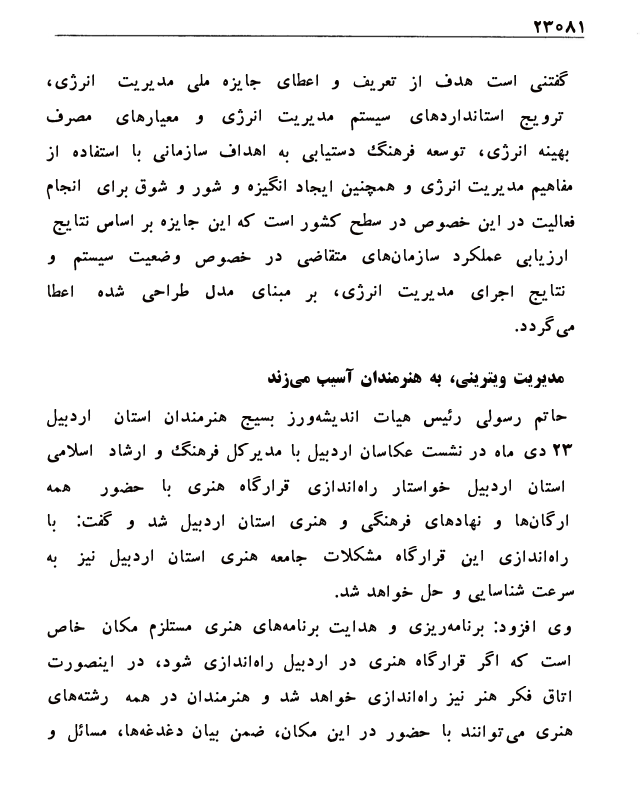 ۲۳۰۸۱
گفتنی است هدف از تعریف و اعطای جایزه ملی مدیریت انرژی،
ترویج استانداردهای سیستم مدیریت انرژی و معیارهای مصرف
بهینه انرژی، توسعه فرهنگ دستیابی به اهداف سازمانی با استفاده از
مفاهیم مدیریت انرژی و همچنین ایجاد انگیزه و شور و شوق برای انجام
فعالیت در این خصوص در سطح کشور است که این جایزه بر اساس نتایج
ارزیابی عملکرد سازمان‌های متقاضی در خصوص وضعیت سیستم و
نتایج اجرای مدیریت انرژی، بر مبنای مدل طراحی شده اعطا
می‌گردد.
مدیریت ویترینی، به هنرمندان آسیب می‌زند
حاتم رسولی رئیس هیات اندیشه‌ورز بسیج هنرمندان استان اردبیل
۲۳ دی ماه در نشست عکاسان اردبیل با مدیرکل فرهنگ و ارشاد اسلامی
استان اردبیل خواستار راه‌اندازی قرارگاه هنری با حضور همه
ارگان‌ها و نهادهای فرهنگی و هنری استان اردبیل شد و گفت: با
راه‌اندازی این قرارگاه مشکلات جامعه هنری استان اردبیل نیز به
سرعت شناسایی و حل خواهد شد.
وی افزود: برنامه‌ریزی و هدایت برنامه‌های هنری مستلزم مکان خاص
است که اگر قرارگاه هنری در اردبیل راه‌اندازی شود، در اینصورت
اتاق فکر هنر نیز راه‌اندازی خواهد شد و هنرمندان در همه رشته‌های
هنری می‌توانند با حضور در این مکان، ضمن بیان دغدغه‌ها، مسائل و